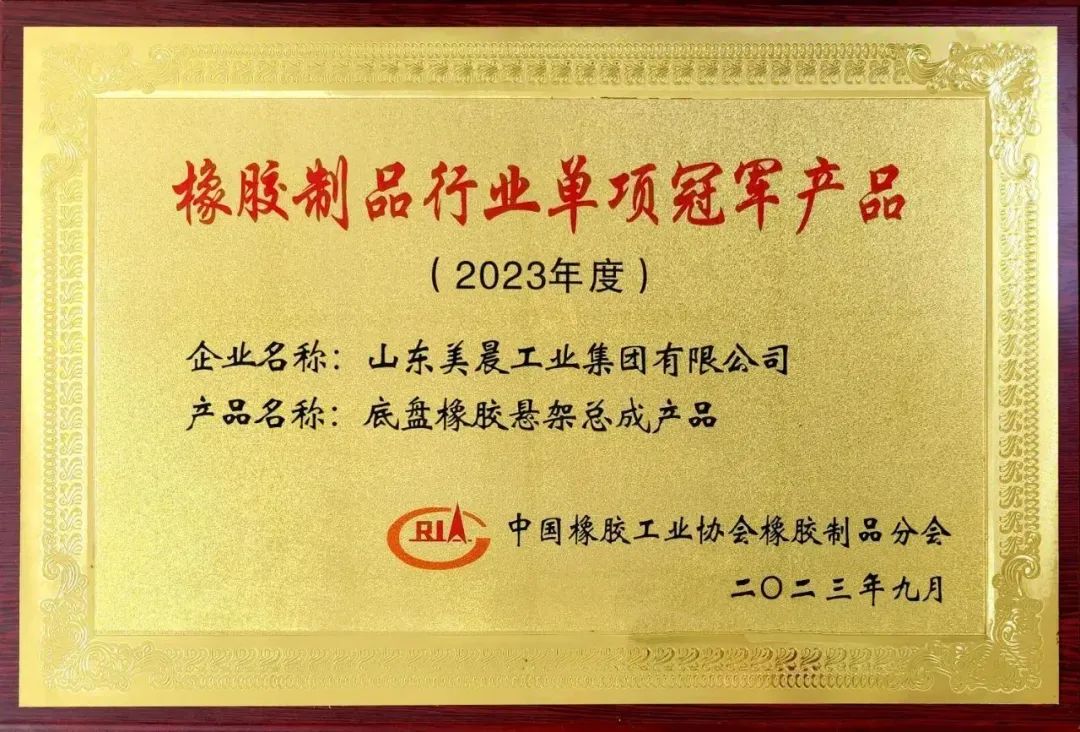 橡胶制品行业单项冠军产品
（2023年度）
企业名称：山东美晨工业集团有限公司
产品名称：底盘橡胶悬架总成产品
CRIA 中国橡胶工业协会橡胶制品分会
二〇二三年九月